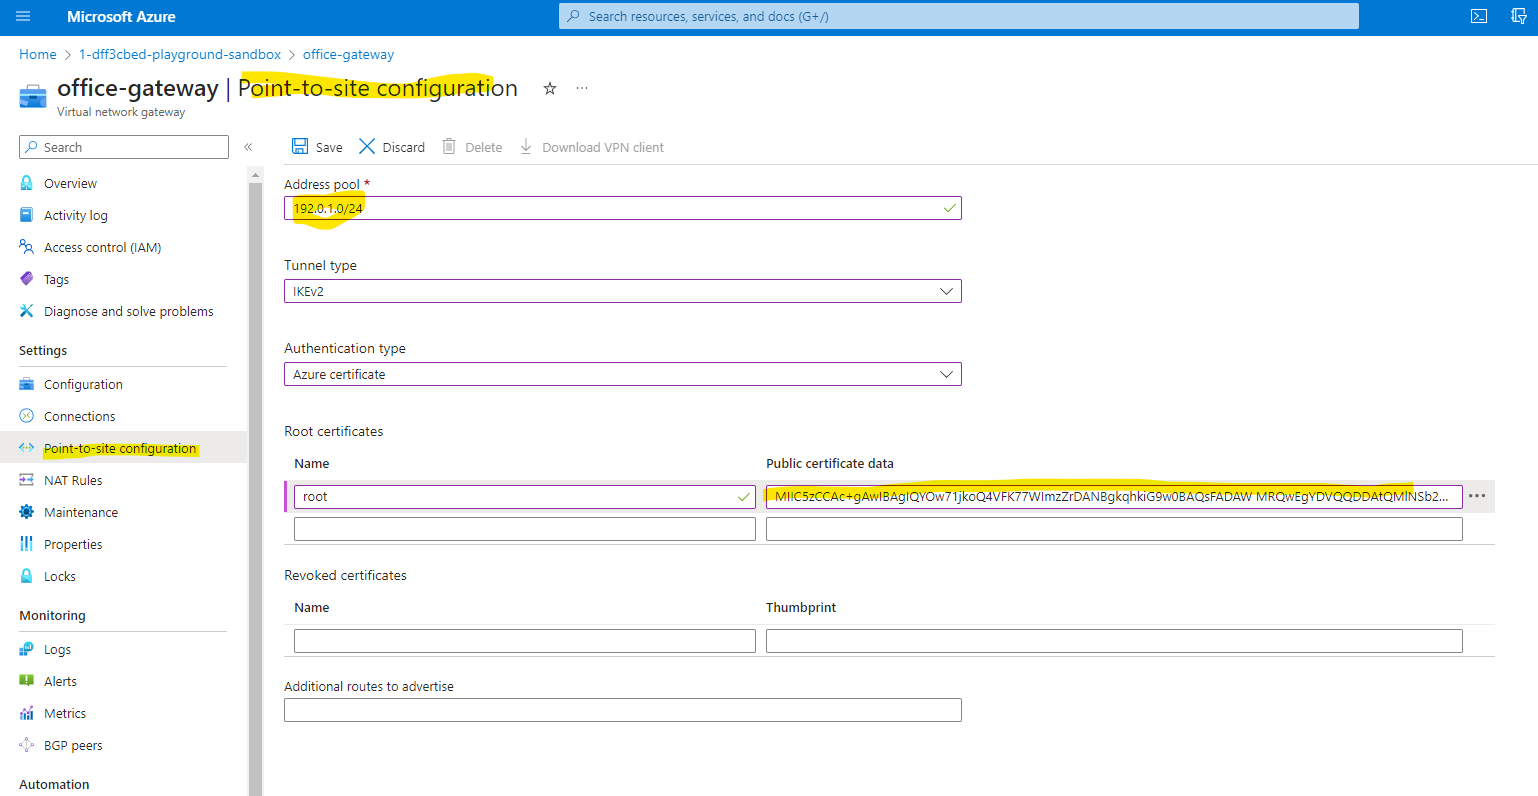 Microsoft Azure
Search resources, services, and docs (G+/)
Home > 1-dff3cbed-playground-sandbox > office-gateway
office-gateway | Point-to-site configuration
Virtual network gateway
Search
Save Discard Delete Download VPN client
Overview
Activity log
Access control (IAM)
Tags
Diagnose and solve problems
Settings
Configuration
Connections
Point-to-site configuration
NAT Rules
Maintenance
Properties
Locks
Monitoring
Logs
Alerts
Metrics
BGP peers
Automation
Address pool *
192.0.1.0/24
Tunnel type
IKEv2
Authentication type
Azure certificate
Root certificates
Name Public certificate data
root MIIC5zCCAc+gAwIBAgIQYOw71jkoQ4VFK77WImzZrDANBgkqhkiG9w0BAQsFADAW MRQwEgYDVQQDDAtQMlNSb2...
Revoked certificates
Name Thumbprint
Additional routes to advertise